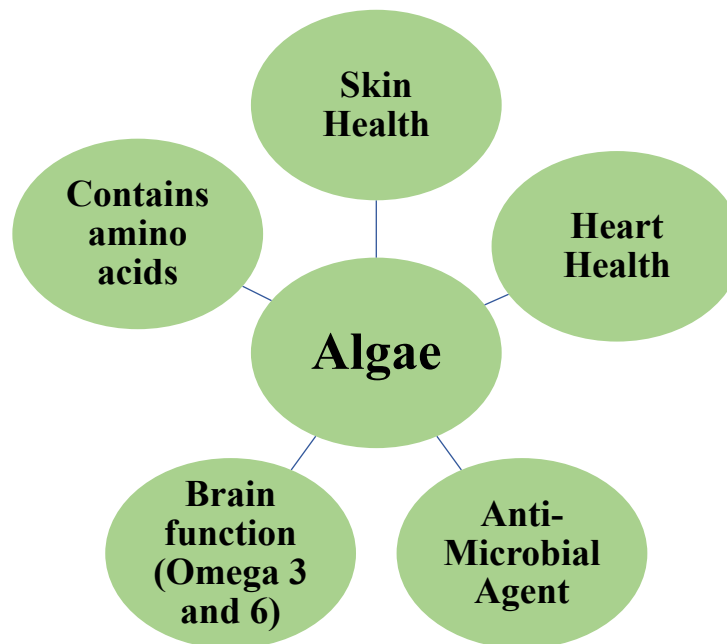 Skin
Health
Contains
amino
acids
Heart
Health
Algae
Brain
function
(Omega 3
and 6)
Anti-
Microbial
Agent